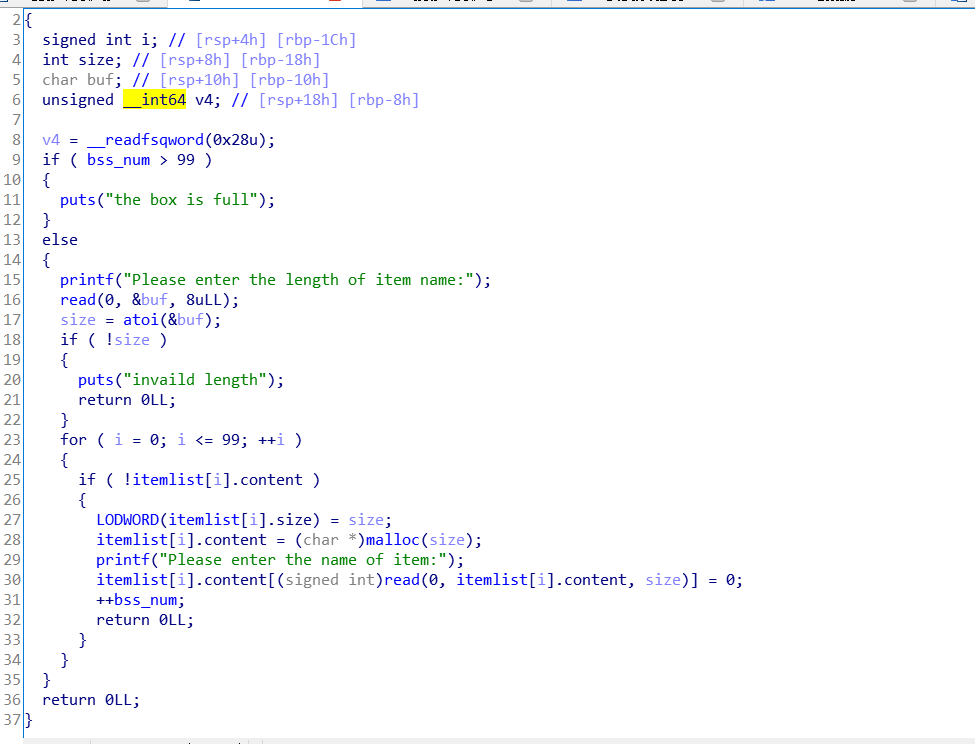 2 {
3   signed int i; // [rsp+4h] [rbp-1Ch]
4   int size; // [rsp+8h] [rbp-18h]
5   char buf; // [rsp+10h] [rbp-10h]
6   unsigned __int64 v4; // [rsp+18h] [rbp-8h]
7
8   v4 = __readfsqword(0x28u);
9   if ( bss_num > 99 )
10   {
11     puts("the box is full");
12   }
13   else
14   {
15     printf("Please enter the length of item name:");
16     read(0, &buf, 8uLL);
17     size = atoi(&buf);
18     if ( !size )
19     {
20       puts("invaild length");
21       return 0LL;
22     }
23     for ( i = 0; i <= 99; ++i )
24     {
25       if ( !itemlist[i].content )
26       {
27         LODWORD(itemlist[i].size) = size;
28         itemlist[i].content = (char *)malloc(size);
29         printf("Please enter the name of item:");
30         itemlist[i].content[(signed int)read(0, itemlist[i].content, size)] = 0;
31         ++bss_num;
32         return 0LL;
33       }
34     }
35   }
36   return 0LL;
37 }